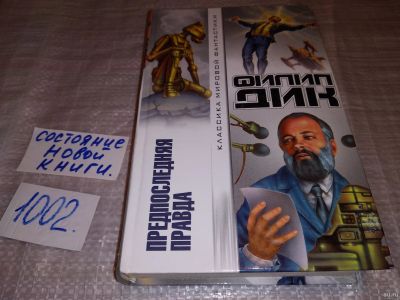 СОСТОЯНИЕ
НОВОЙ
КНИГИ.
1002.
ПРЕДПОСЛЕДНЯЯ
ПРАВДА
КЛАССИКА МИРОВОЙ ФАНТАСТИКИ
ФИЛИП
ДИК